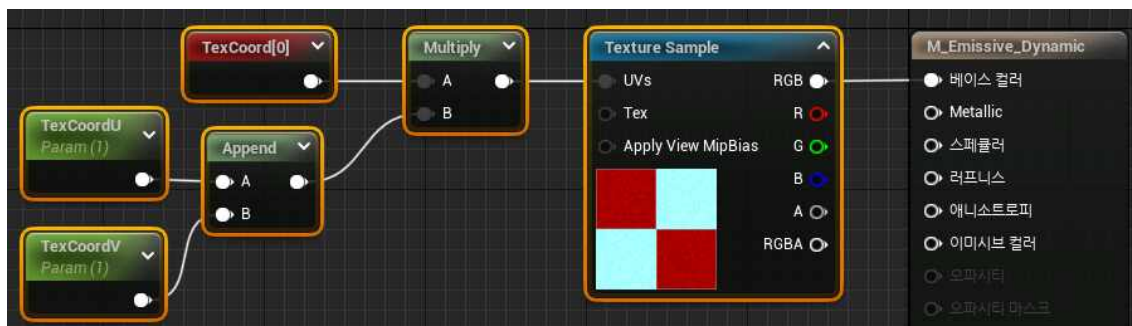 TexCoord[0]
Multiply
A
B
TexCoordU
Param (1)
Append
A
B
TexCoordV
Param (1)
Texture Sample
UVs
RGB
Tex
R
Apply View MipBias
G
B
A
RGBA
M_Emissive_Dynamic
베이스 컬러
Metallic
스페큘러
러프니스
애니소트로피
이미시브 컬러
오파시티
오파시티 마스크